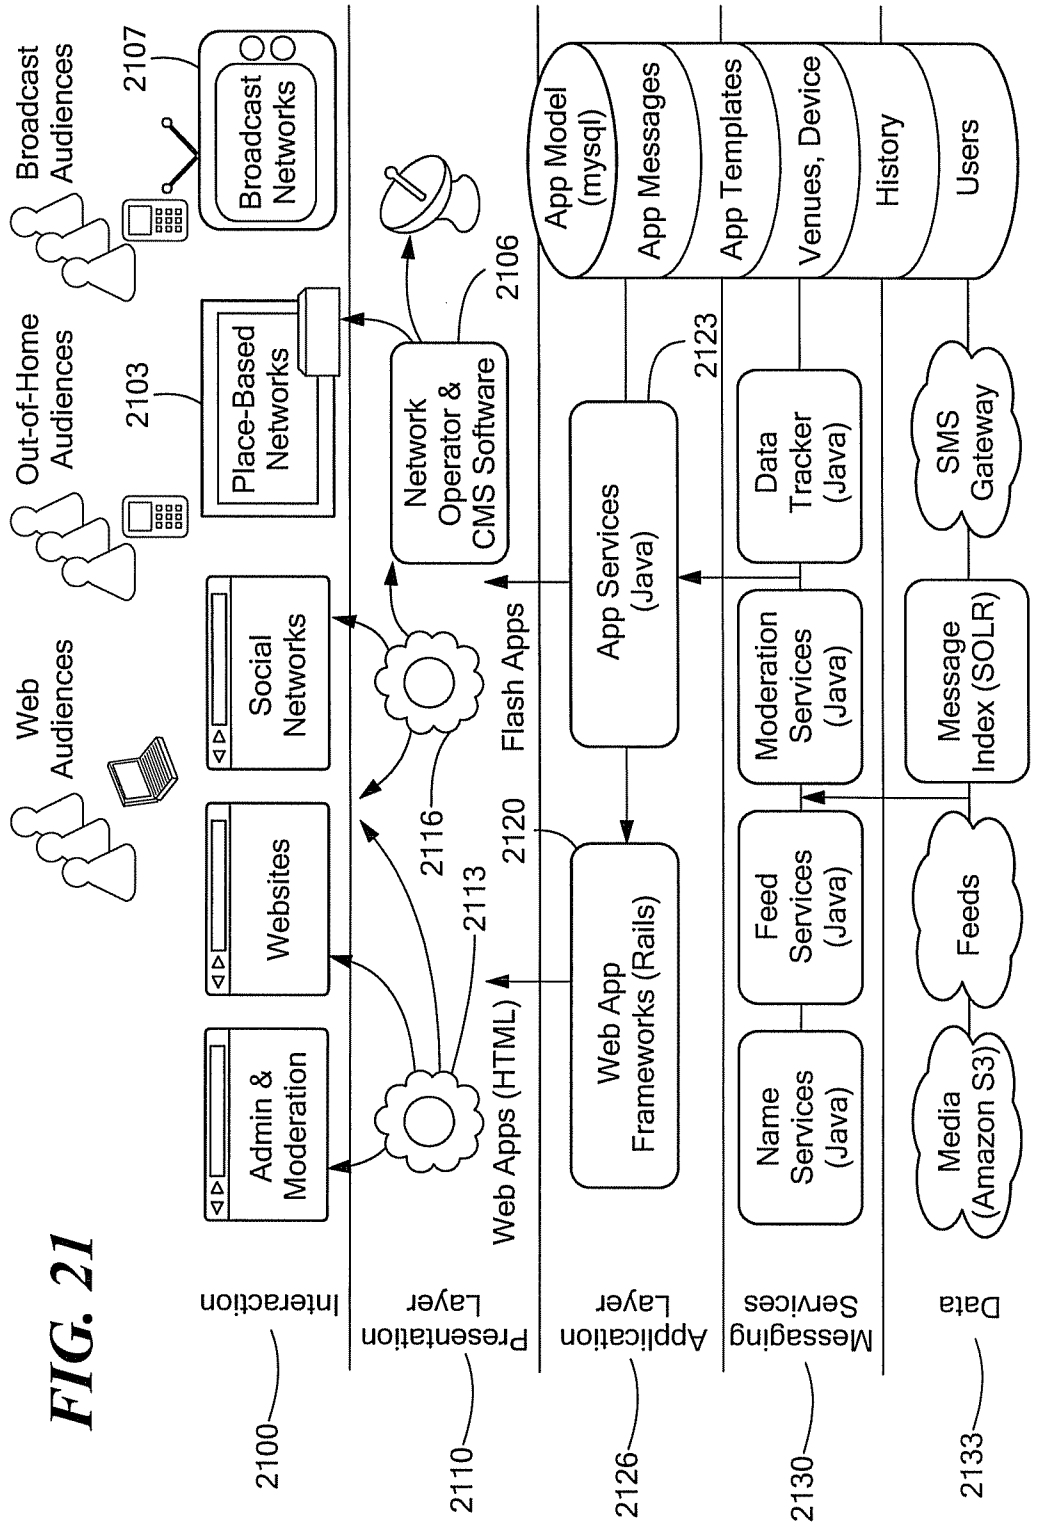 FIG. 21
Web
Audiences
Out-of-Home
Audiences
Broadcast
Audiences
2103
2107
2100
Interaction
Admin &
Moderation
Websites
Social
Networks
Place-Based
Networks
Broadcast
Networks
2110
Presentation
Layer
2113
2116
2106
Network
Operator &
CMS Software
Web Apps (HTML)
2120
Flash Apps
2126
Application
Layer
Web App
Frameworks (Rails)
App Services
(Java)
2123
2130
Messaging
Services
Name
Services
(Java)
Feed
Services
(Java)
Moderation
Services
(Java)
Data
Tracker
(Java)
2133
Data
Media
(Amazon S3)
Feeds
Message
Index (SOLR)
SMS
Gateway
App Model
(mysql)
App Messages
App Templates
Venues, Device
History
Users